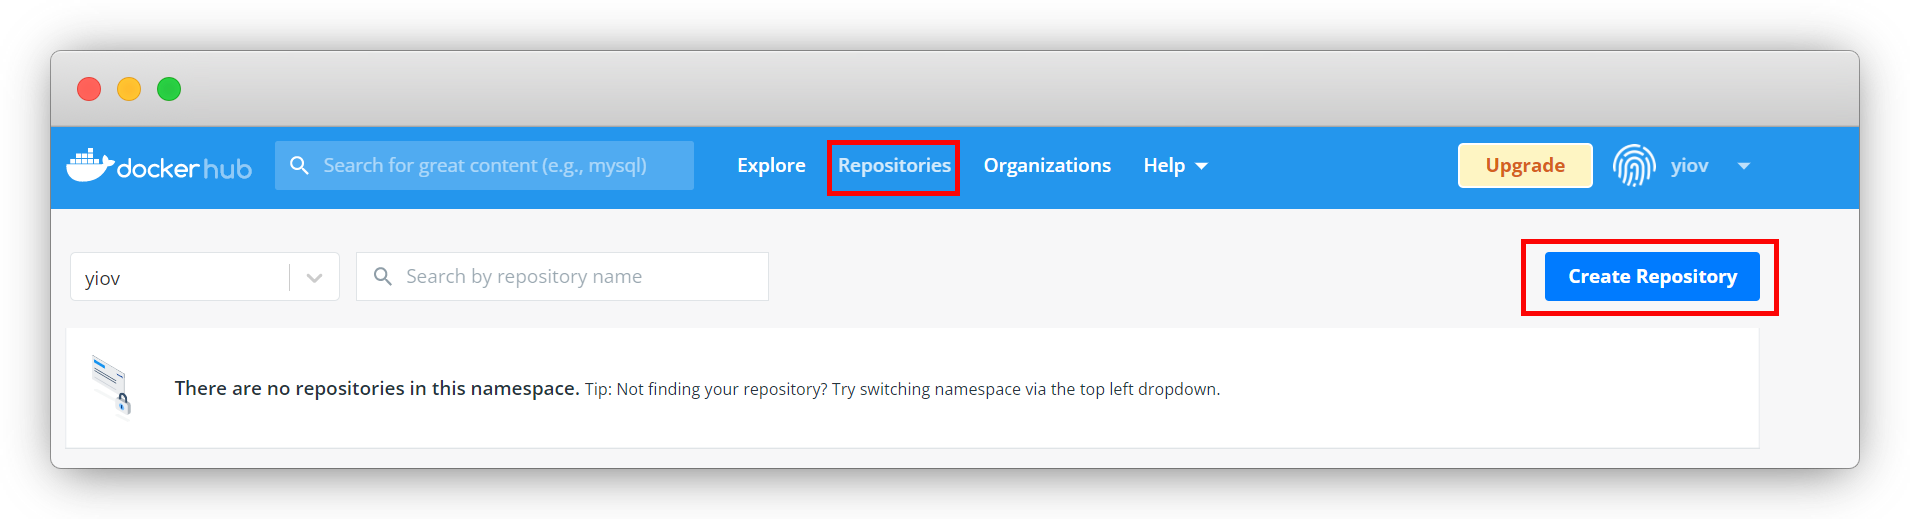 docker hub Search for great content (e.g., mysql) Explore Repositories Organizations Help Upgrade yiov
yiov Search by repository name Create Repository
There are no repositories in this namespace. Tip: Not finding your repository? Try switching namespace via the top left dropdown.